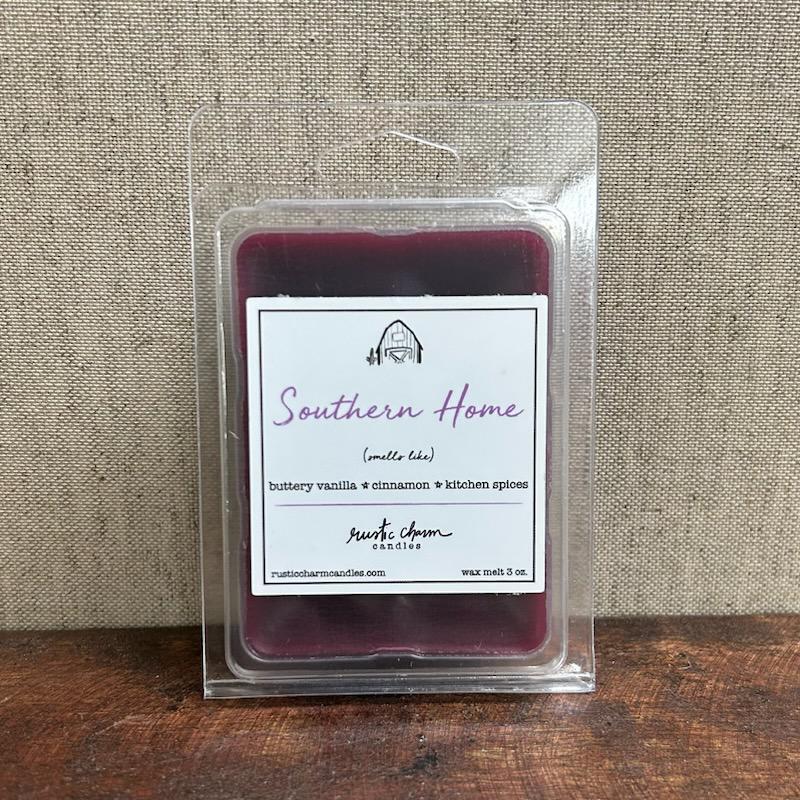 Southern Home
(smells like)
buttery vanilla ☆ cinnamon ☆ kitchen spices
rustic charm
candles
rusticcharmcandles.com wax melt 3 oz.